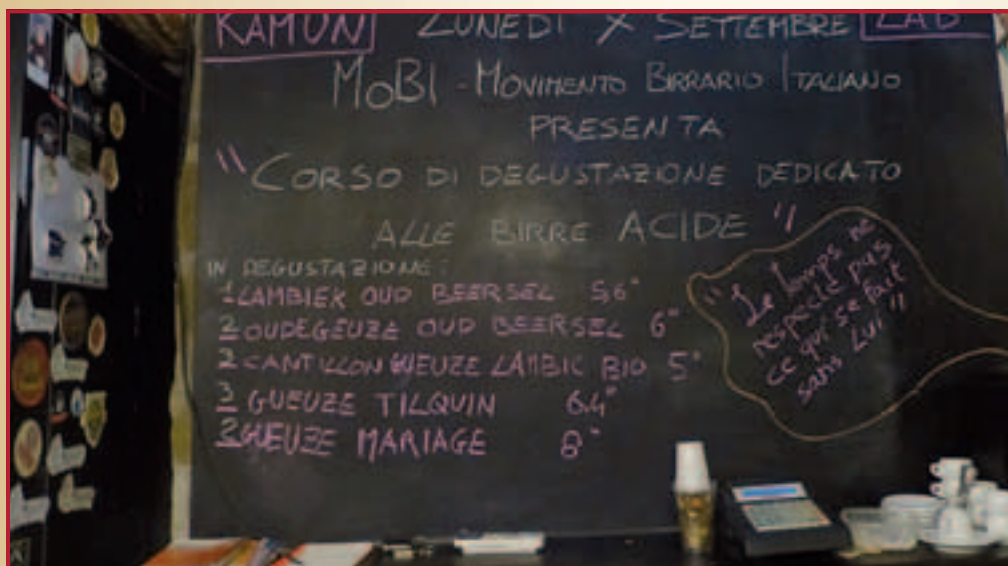 KAMUN LUNEDÌ X SETTEMBRE LAB
MOBI - MOVIMENTO BIRRARIO ITALIANO
PRESENTA
"CORSO DI DEGUSTAZIONE DEDICATO
ALLE BIRRE ACIDE"
IN DEGUSTAZIONE:
1 LAMBIEK OUD BEERSEL 5,6°
2 OUDEGEUZE OUD BEERSEL 6°
2 CANTILLON GUEUZE LAMBIC BIO 5°
3 GUEUZE TILQUIN 6.4°
GUEUZE MARIAGE 8°
"Le temps ne
respecte pas
ce qui se fait
sans Lui"